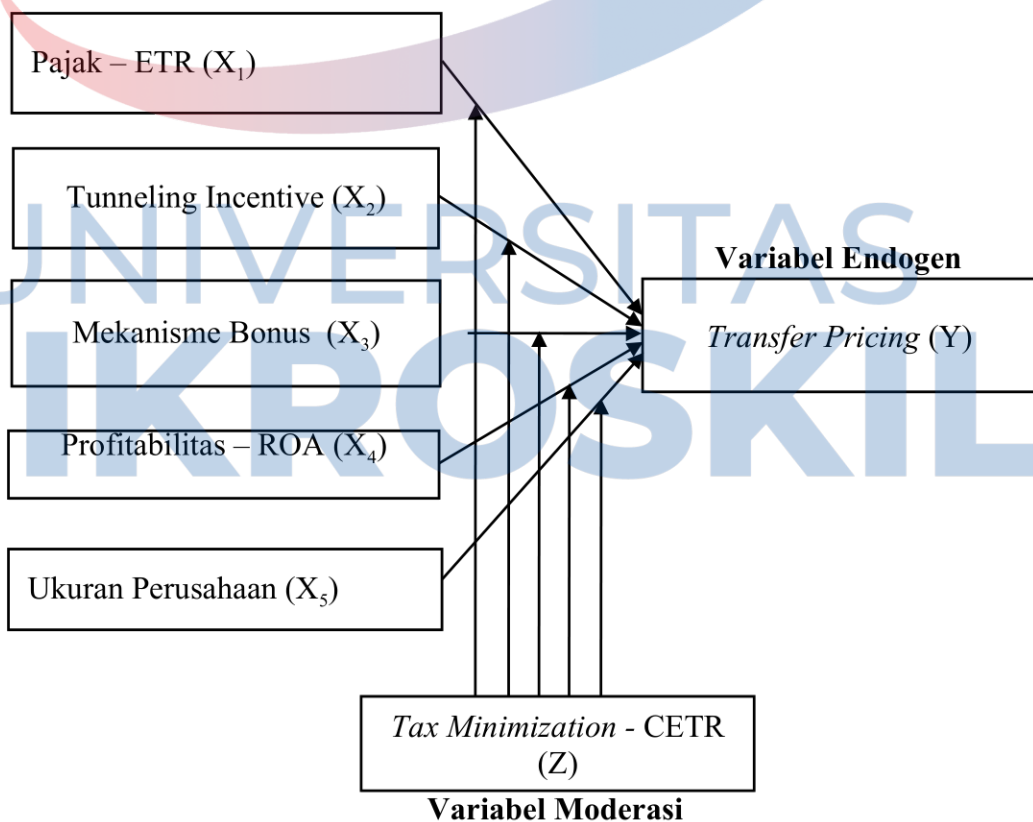 Pajak – ETR (X₁)
Tunneling Incentive (X₂)
UNIVERSITAS
Variabel Endogen
Mekanisme Bonus (X₃)
Transfer Pricing (Y)
IKROSKIL
Profitabilitas – ROA (X₄)
Ukuran Perusahaan (X₅)
Tax Minimization - CETR
(Z)
Variabel Moderasi